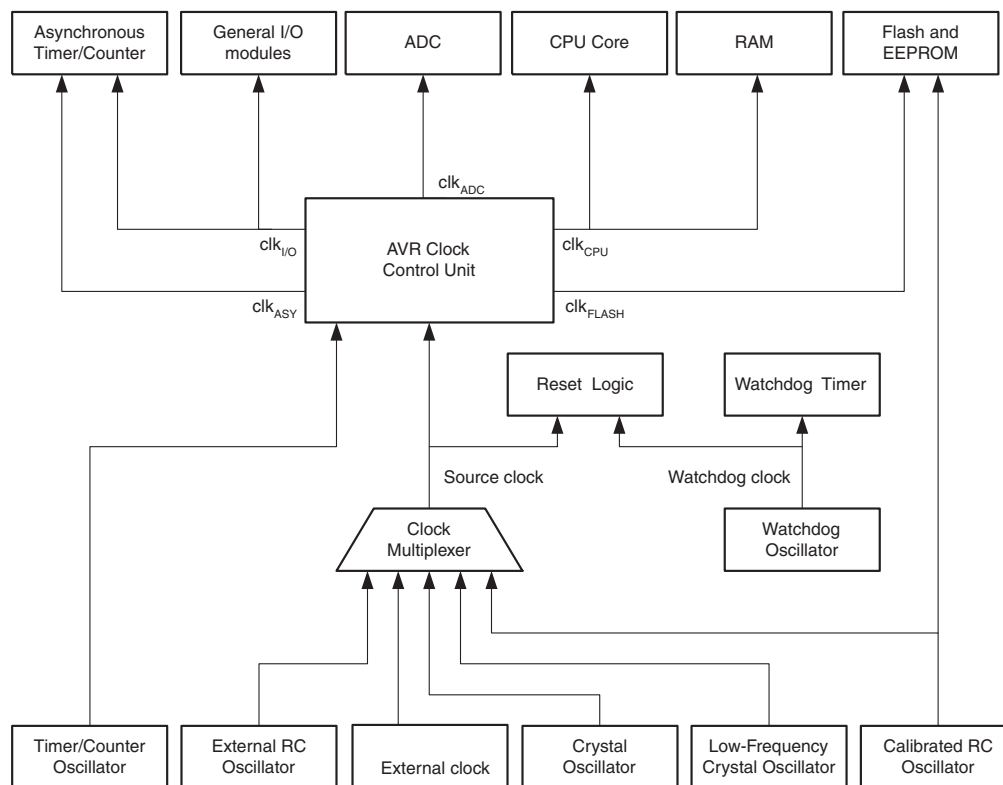 Asynchronous
Timer/Counter
General I/O
modules
ADC
CPU Core
RAM
Flash and
EEPROM
clkADC
clkI/O
AVR Clock
Control Unit
clkCPU
clkASY
clkFLASH
Reset Logic
Watchdog Timer
Source clock
Watchdog clock
Clock
Multiplexer
Watchdog
Oscillator
Timer/Counter
Oscillator
External RC
Oscillator
External clock
Crystal
Oscillator
Low-Frequency
Crystal Oscillator
Calibrated RC
Oscillator